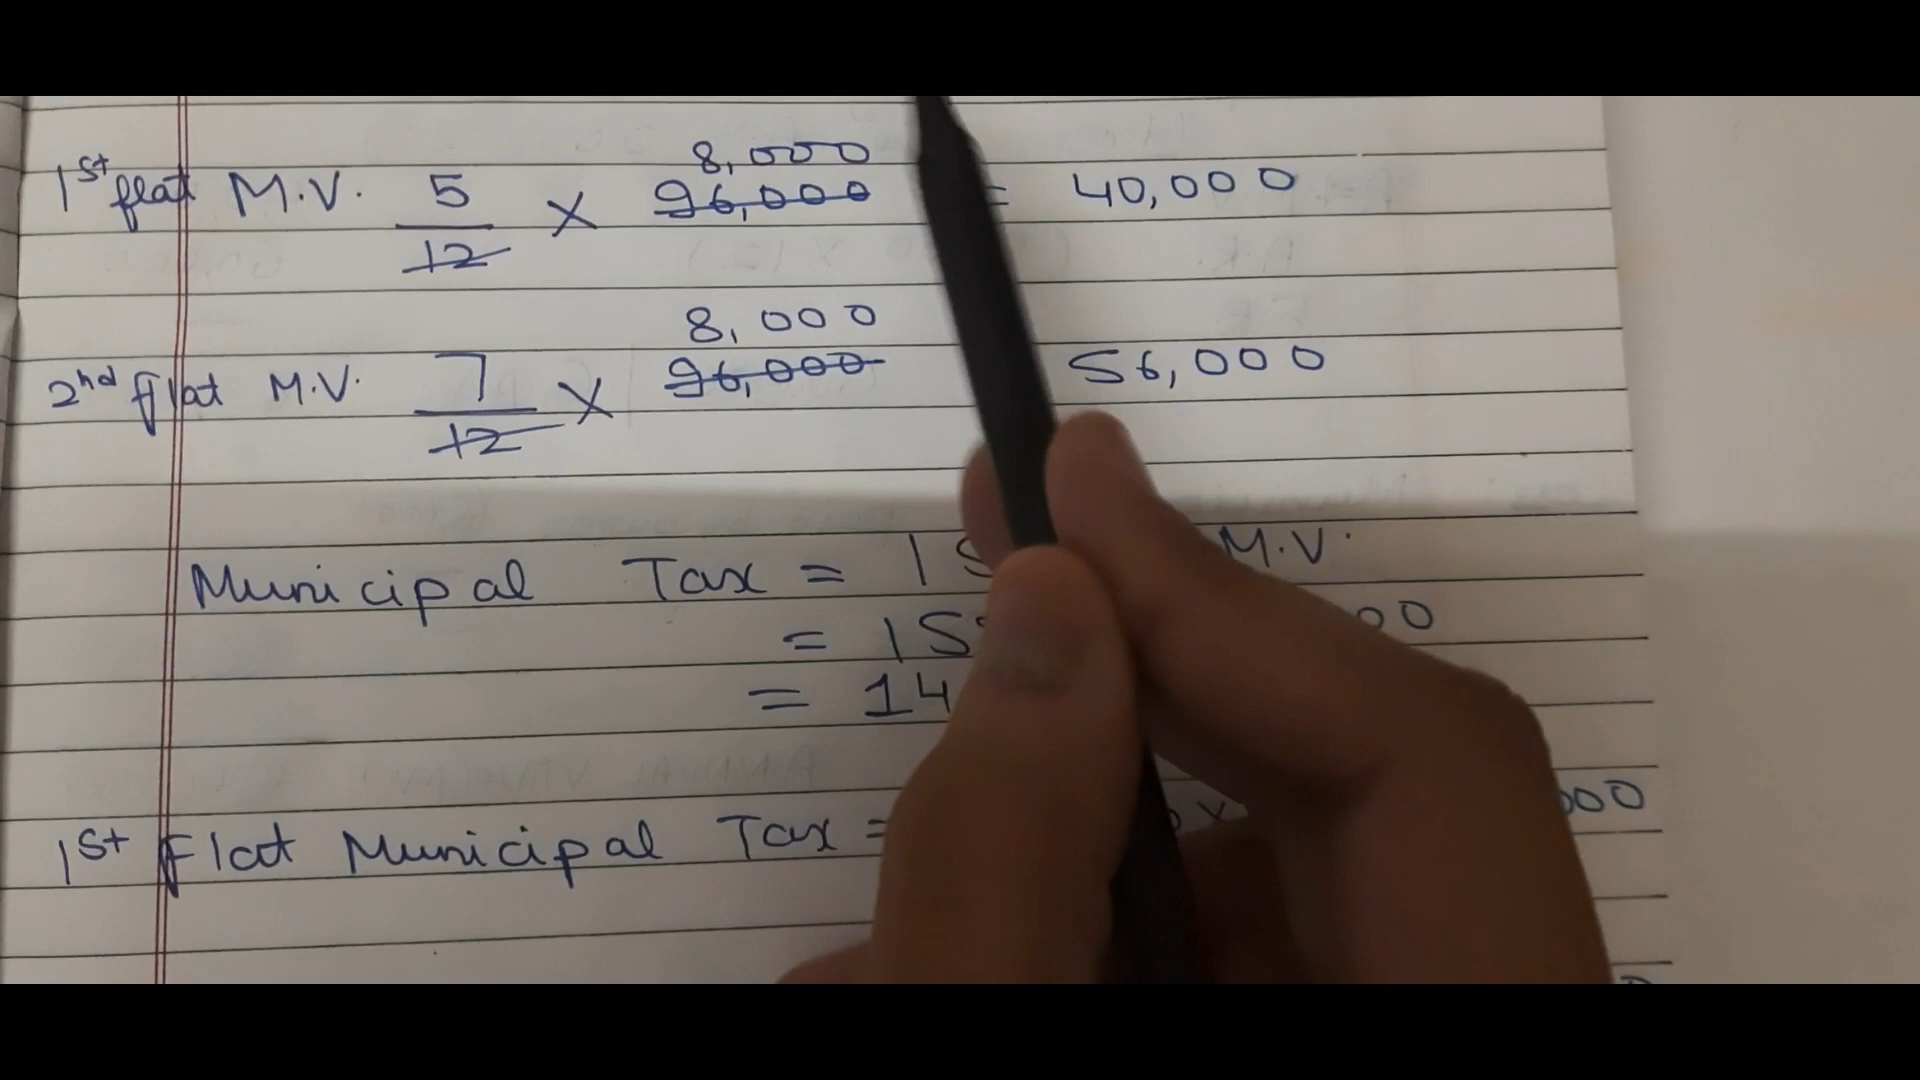 8,000
1st flat M.V. 5/12 × 96,000 = 40,000
8,000
2nd flat M.V. 7/12 × 96,000 56,000
Municipal Tax = 15 M.V.
= 15
= 14
1st Flat Municipal Tax =